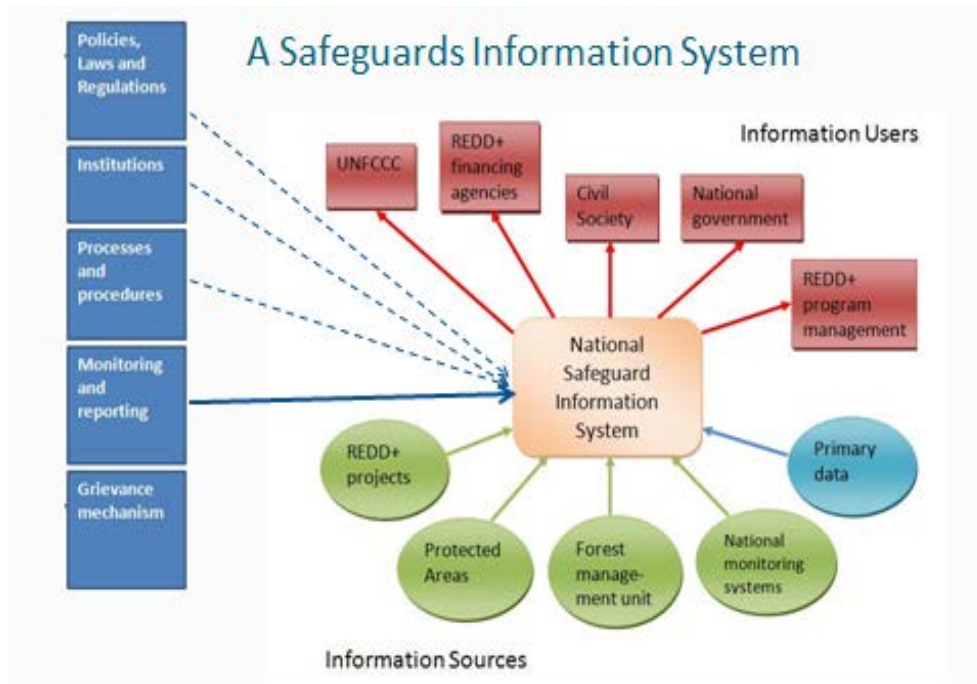 A Safeguards Information System
Policies,
Laws and
Regulations
Institutions
Processes
and
procedures
Monitoring
and
reporting
Grievance
mechanism
Information Users
UNFCCC
REDD+
financing
agencies
Civil
Society
National
government
REDD+
program
management
National
Safeguard
Information
System
REDD+
projects
Protected
Areas
Forest
manage-
ment unit
National
monitoring
systems
Primary
data
Information Sources